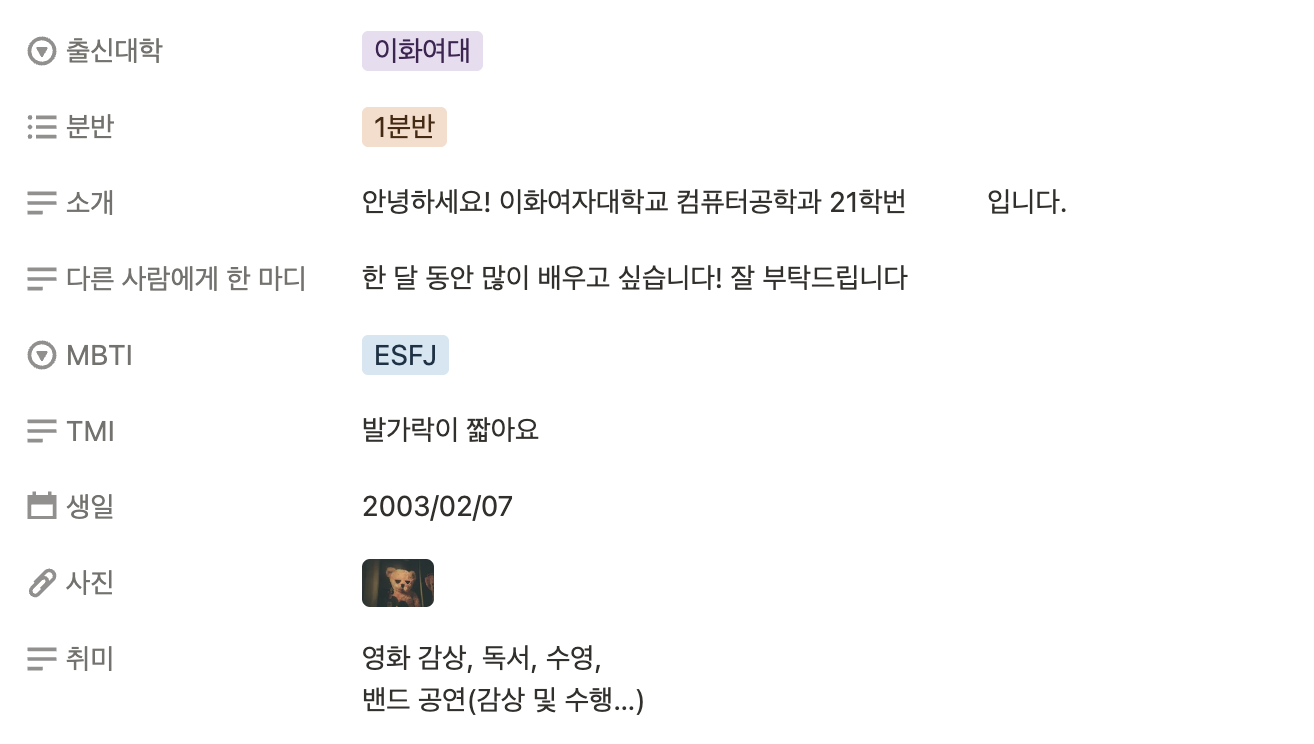 출신대학 이화여대
분반 1분반
소개 안녕하세요! 이화여자대학교 컴퓨터공학과 21학번 입니다.
다른 사람에게 한 마디 한 달 동안 많이 배우고 싶습니다! 잘 부탁드립니다
MBTI ESFJ
TMI 발가락이 짧아요
생일 2003/02/07
사진
취미 영화 감상, 독서, 수영,
밴드 공연(감상 및 수행...)